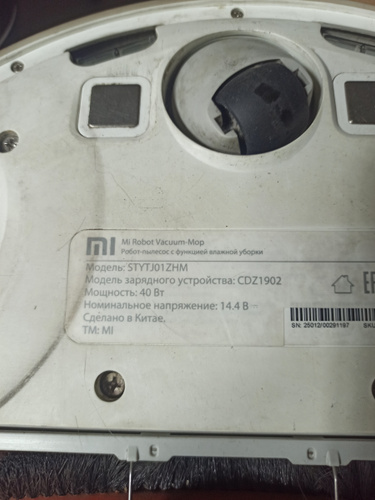 mi Mi Robot Vacuum-Mop
Робот-пылесос с функцией влажной уборки
Модель: STYTJ01ZHM
Модель зарядного устройства: CDZ1902
Мощность: 40 Вт
Номинальное напряжение: 14.4 В
Сделано в Китае.
TM: MI
SN: 25012/00291197
SKU